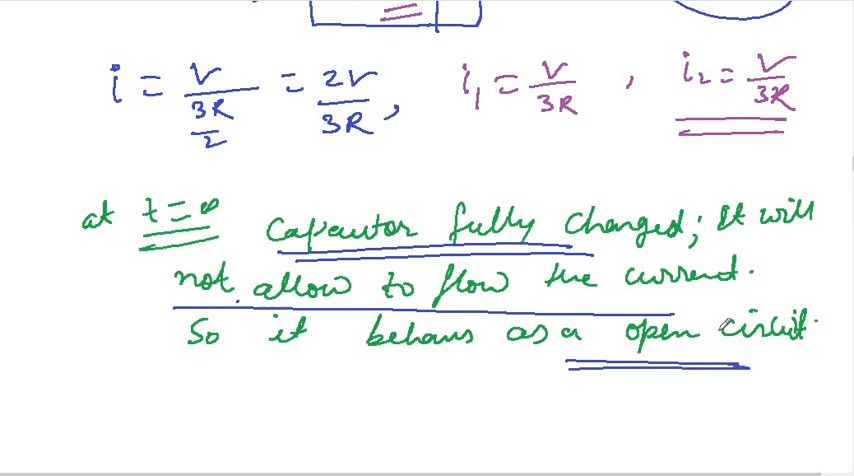 i = V/(3R/2) = 2V/3R, i₁ = V/3R , i₂ = V/3R
at t = ∞ Capacitor fully charged; It will
not allow to flow the current.
So it behaves as a open circuit.